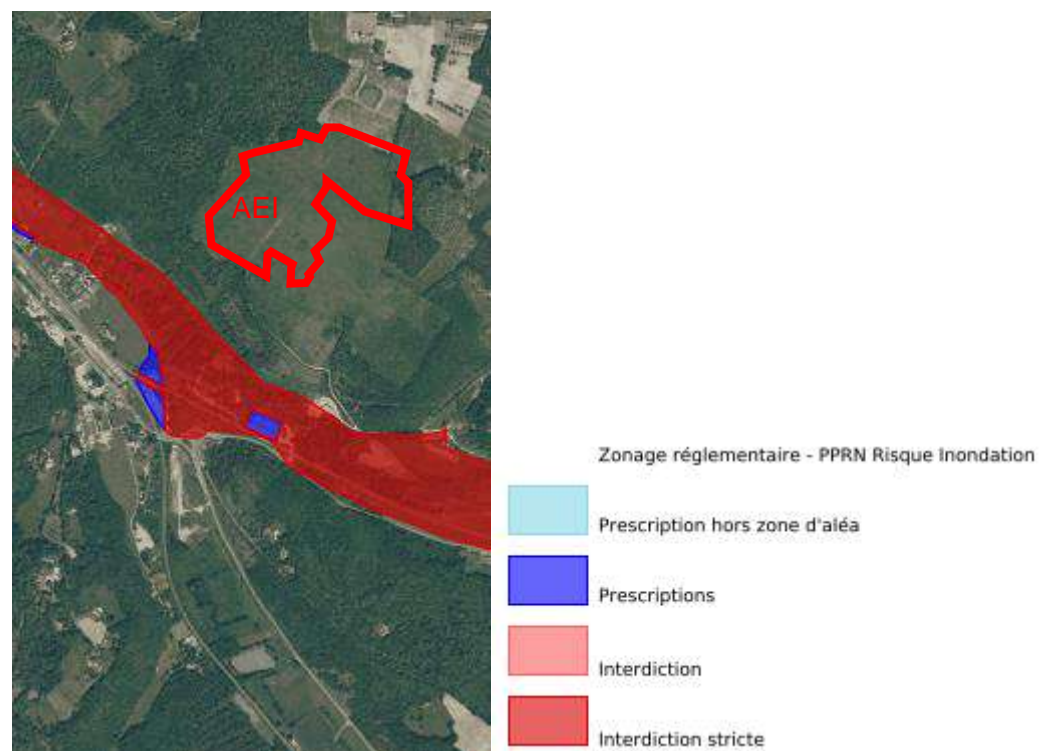 AEI
Zonage réglementaire - PPRN Risque Inondation
Prescription hors zone d'aléa
Prescriptions
Interdiction
Interdiction stricte